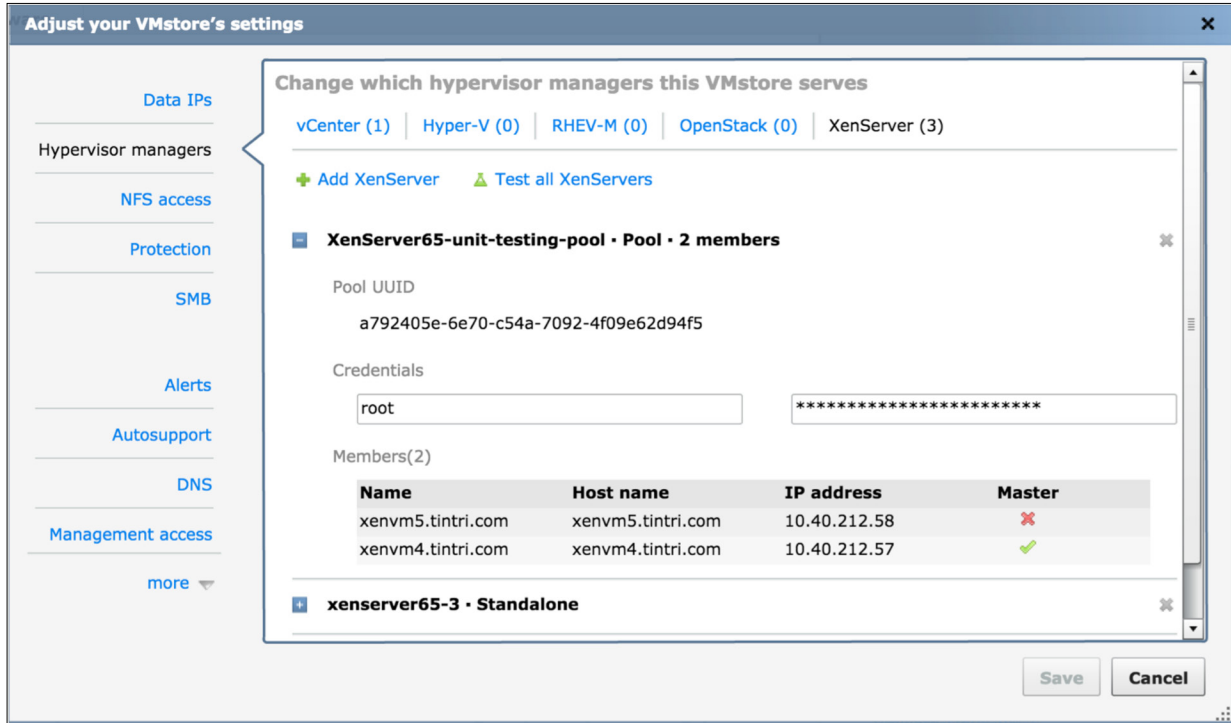 Adjust your VMstore's settings
Data IPs
Hypervisor managers
NFS access
Protection
SMB
Alerts
Autosupport
DNS
Management access
more
Change which hypervisor managers this VMstore serves
vCenter (1) Hyper-V (0) RHEV-M (0) OpenStack (0) XenServer (3)
Add XenServer Test all XenServers
XenServer65-unit-testing-pool · Pool · 2 members
Pool UUID
a792405e-6e70-c54a-7092-4f09e62d94f5
Credentials
root ************************
Members(2)
Name Host name IP address Master
xenvm5.tintri.com xenvm5.tintri.com 10.40.212.58
xenvm4.tintri.com xenvm4.tintri.com 10.40.212.57
xenserver65-3 · Standalone
Save Cancel